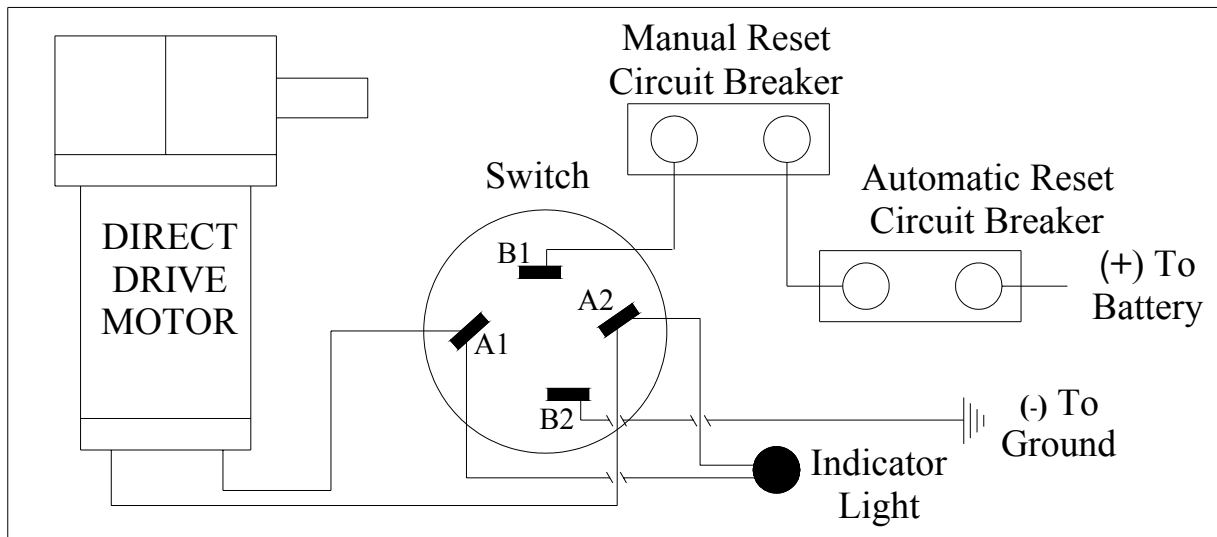 Manual Reset
Circuit Breaker
Switch
Automatic Reset
Circuit Breaker
DIRECT
DRIVE
MOTOR
B1
A2
(+) To
Battery
A1
B2
(-) To
Ground
Indicator
Light